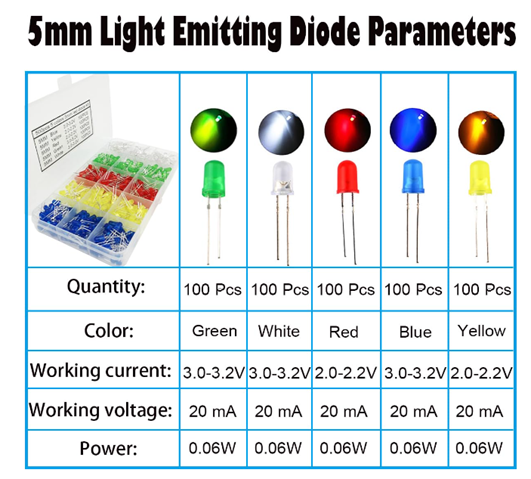 5mm Light Emitting Diode Parameters
Quantity: 100 Pcs 100 Pcs 100 Pcs 100 Pcs 100 Pcs
Color: Green White Red Blue Yellow
Working current: 3.0-3.2V 3.0-3.2V 2.0-2.2V 3.0-3.2V 2.0-2.2V
Working voltage: 20 mA 20 mA 20 mA 20 mA 20 mA
Power: 0.06W 0.06W 0.06W 0.06W 0.06W